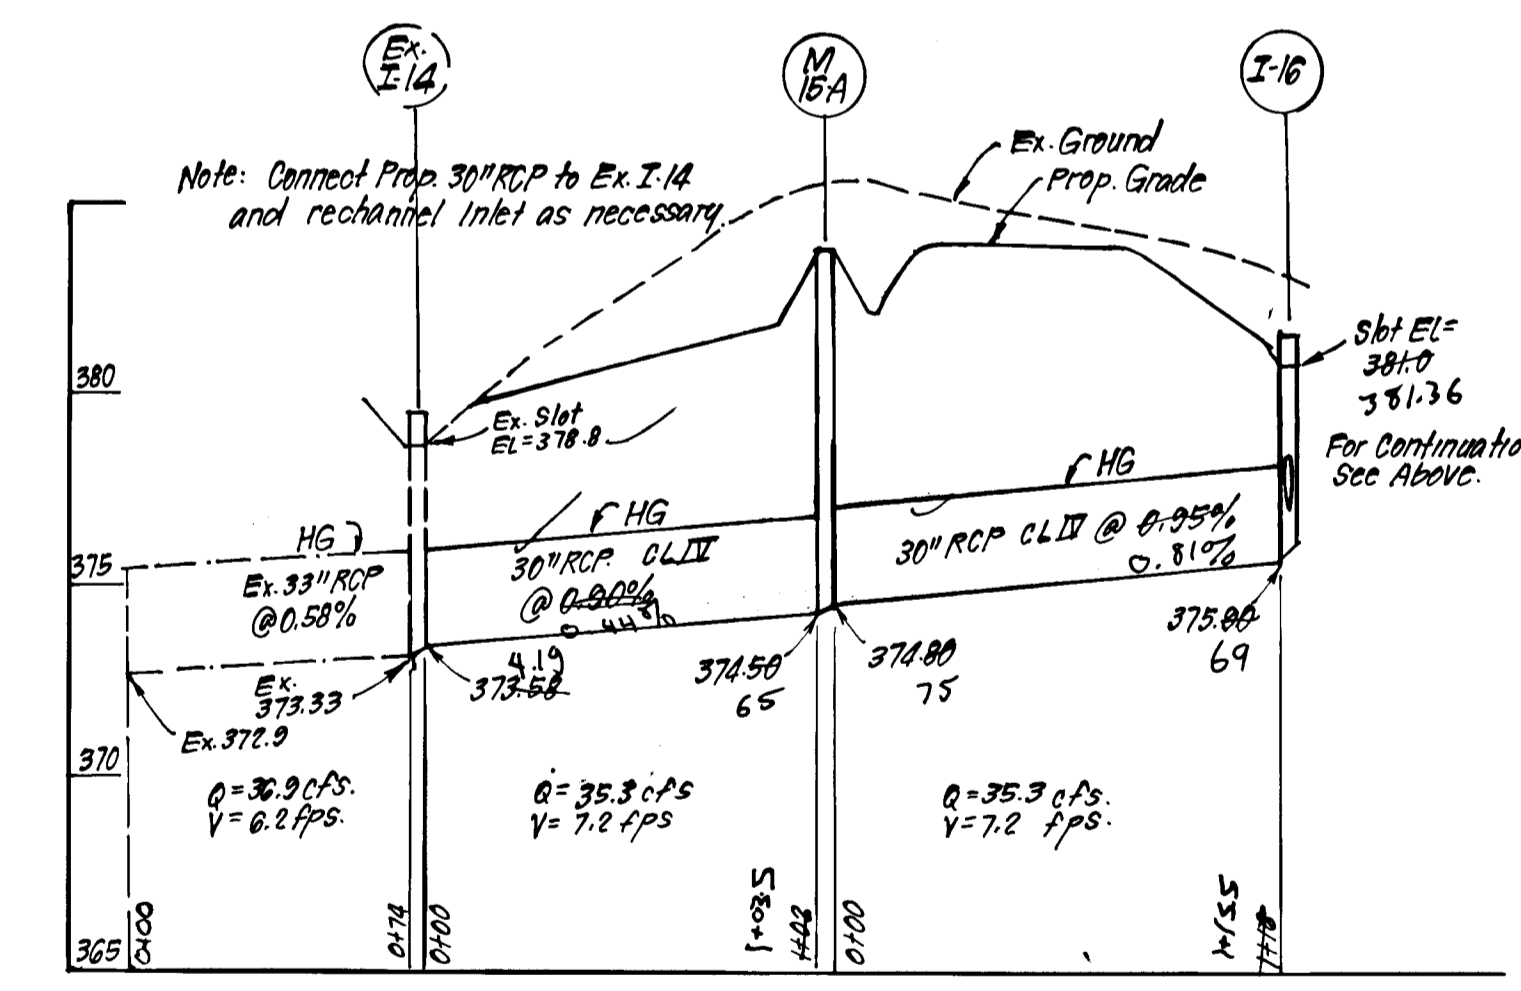 Ex.
I-14
M
15-A
I-16
Note: Connect Prop. 30" RCP to Ex. I-14
and rechannel Inlet as necessary.
Ex. Ground
Prop. Grade
Slot El=
381.0
381.36
For Continuatio
See Above.
380
Ex. Slot
EL=378.8
HG
HG
HG
375
Ex. 33" RCP
@ 0.58%
30" RCP. CL IV
@ 0.90%
0.44%
30" RCP CL IV @ 0.95%
0.81%
Ex.
373.33
Ex. 372.9
4.19
373.58
374.50
65
374.80
75
375.90
69
370
Q=36.9 cfs.
V=6.2 fps.
Q=35.3 cfs
V=7.2 fps
Q=35.3 cfs.
V=7.2 fps.
365
0+00
0+74
0+00
1+03.5
0+00
1+18